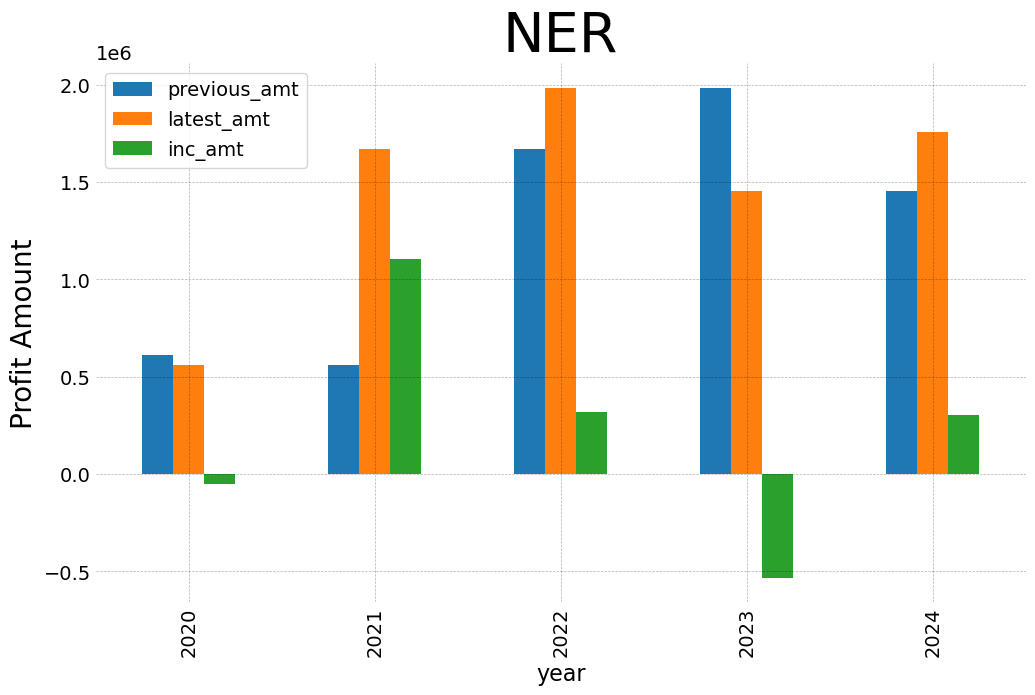 NER
1e6
previous_amt
latest_amt
inc_amt
2.0
1.5
1.0
0.5
0.0
−0.5
Profit Amount
2020 2021 2022 2023 2024
year